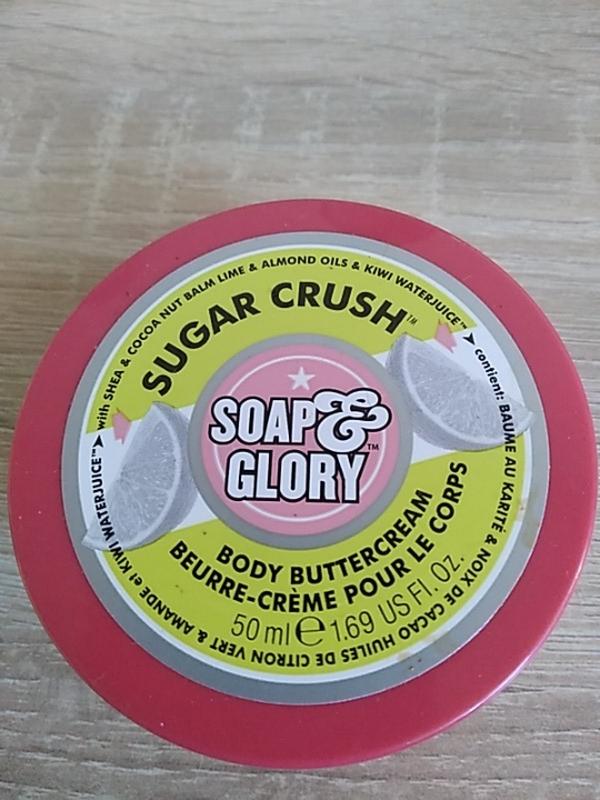 with SHEA & COCOA NUT BALM LIME & ALMOND OILS & KIWI WATERJUICE™
SUGAR CRUSH™
SOAP&
GLORY™
BODY BUTTERCREAM
BEURRE-CRÈME POUR LE CORPS
50 ml e 1.69 US Fl. Oz.
contient: BAUME AU KARITÉ & NOIX DE CACAO HUILES DE CITRON VERT & AMANDE et KIWI WATERJUICE™